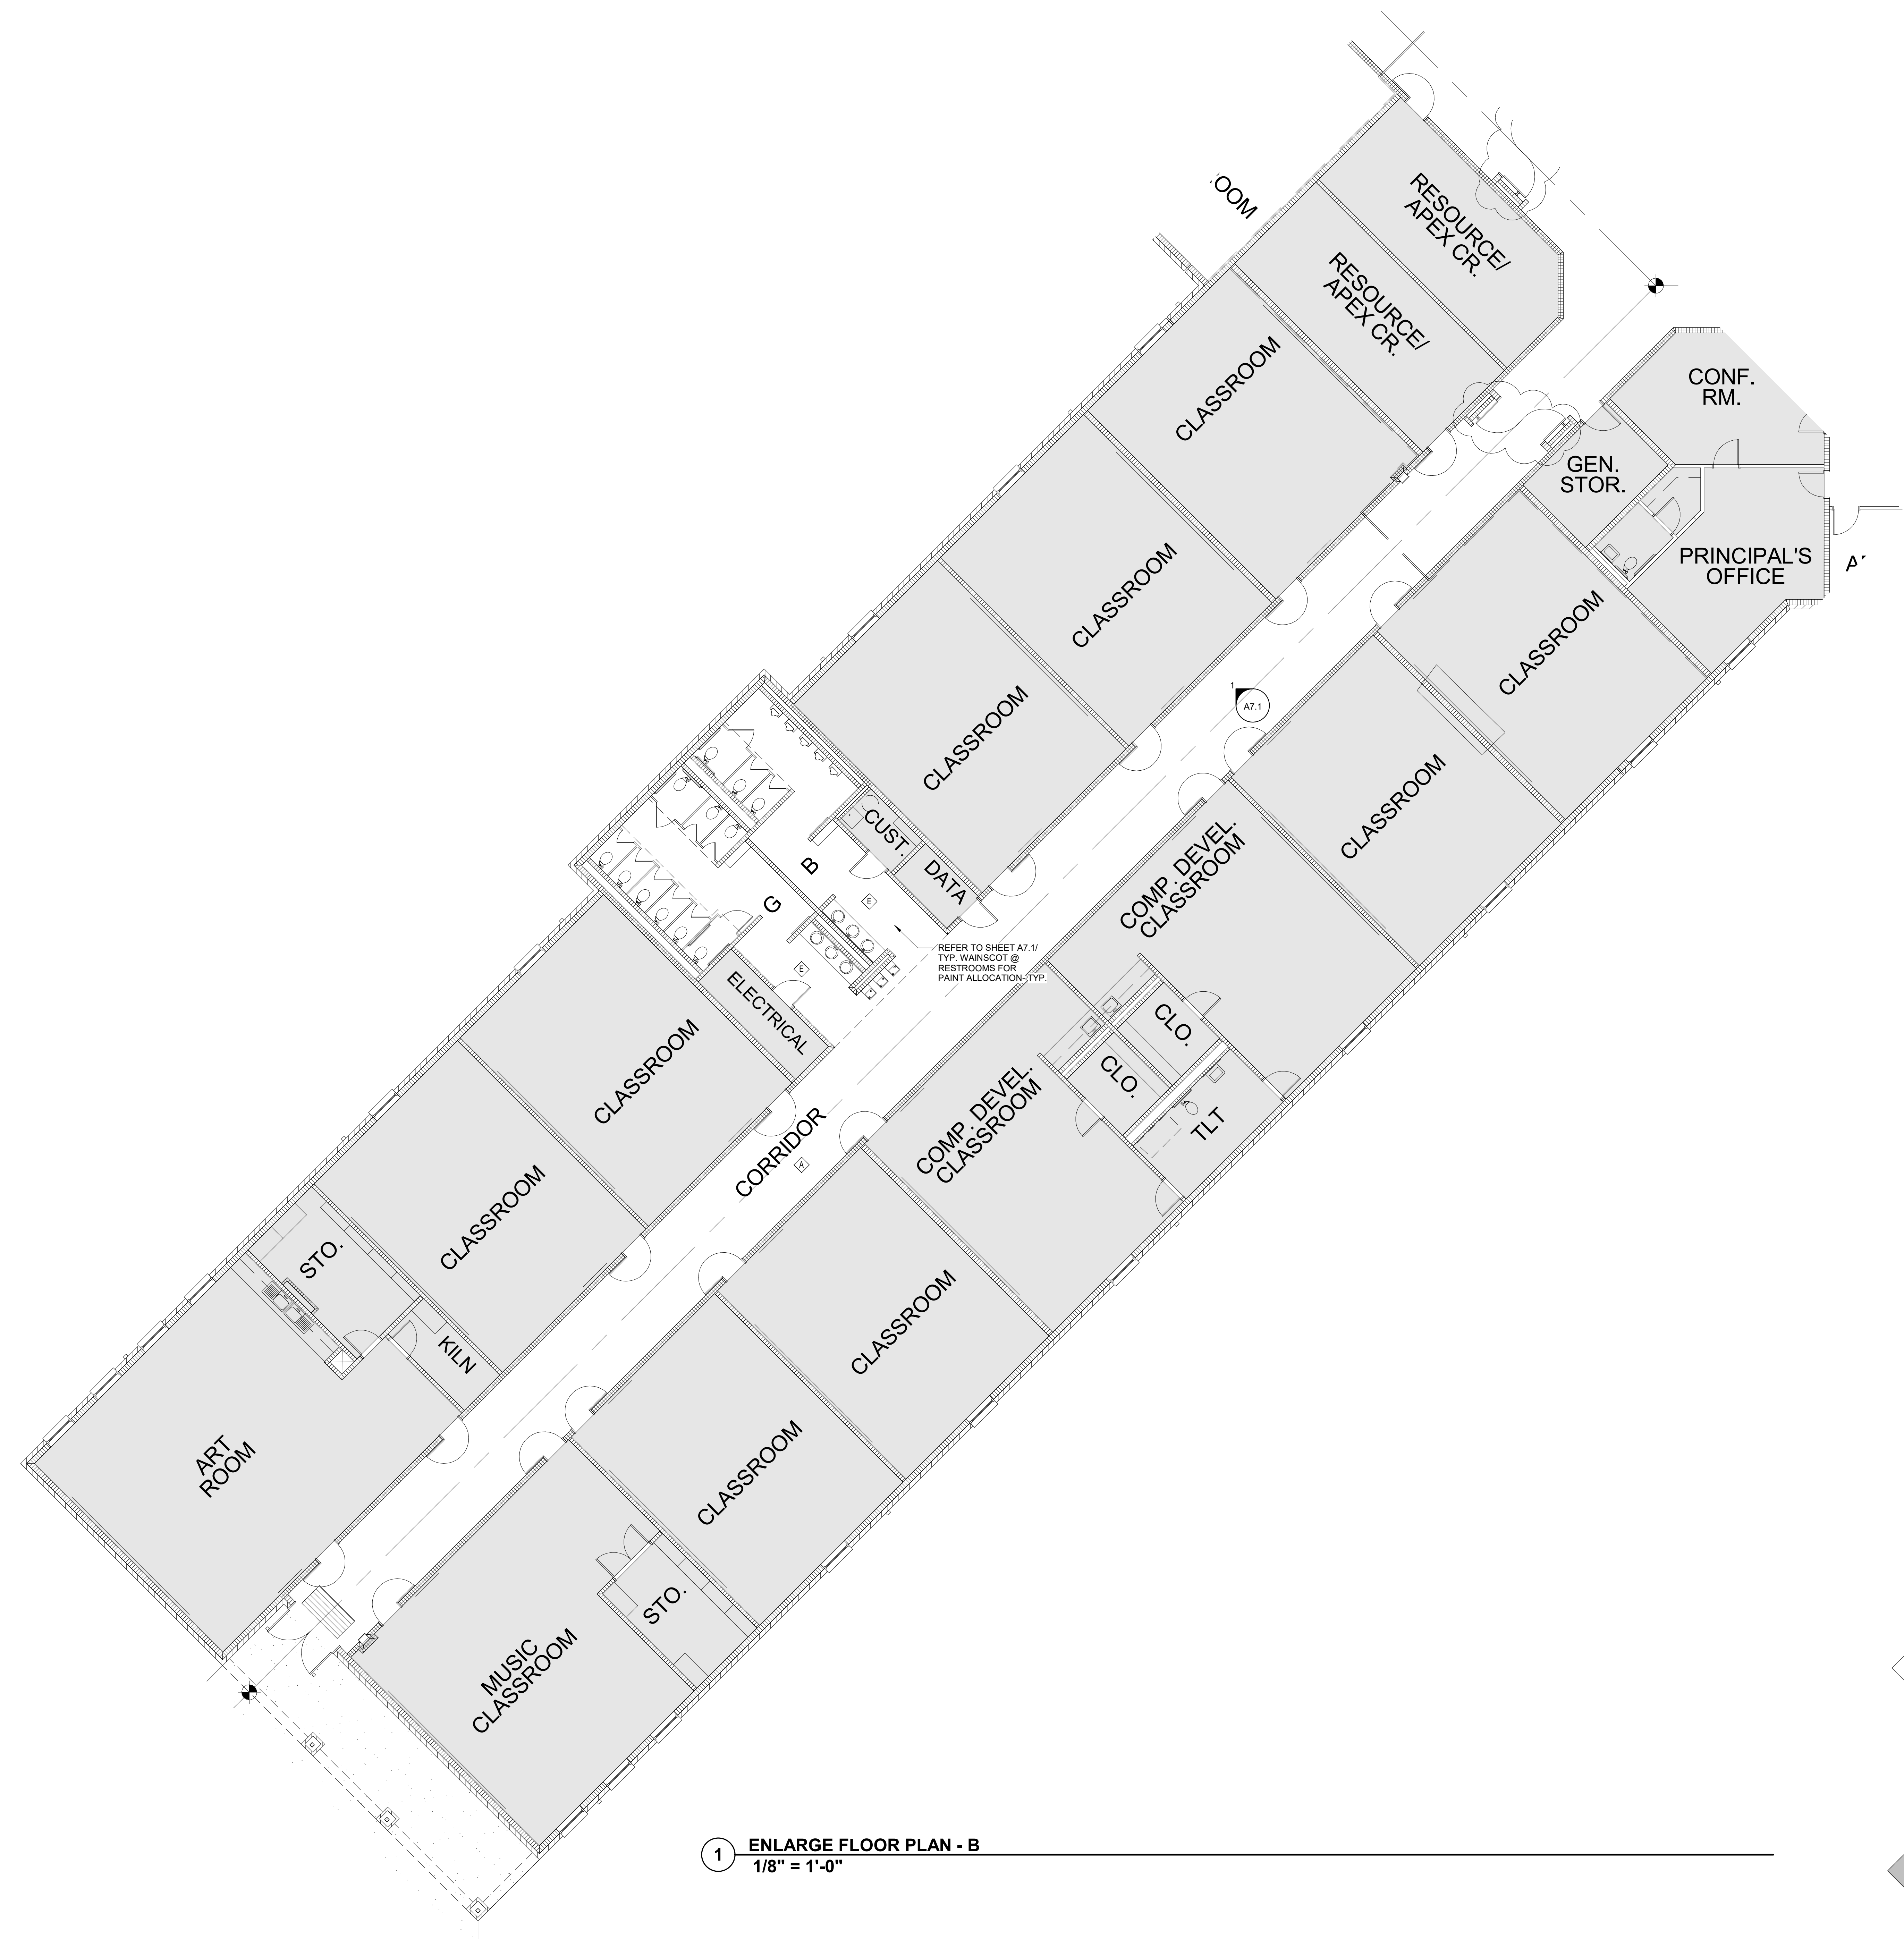 OOM
RESOURCE/
APEX CR.
RESOURCE/
APEX CR.
CLASSROOM
CONF.
RM.
GEN.
STOR.
PRINCIPAL'S
OFFICE
CLASSROOM
CLASSROOM
1
A7.1
CLASSROOM
CLASSROOM
CUST.
DATA
B
G
E
E
REFER TO SHEET A7.1/
TYP. WAINSCOT @
RESTROOMS FOR
PAINT ALLOCATION- TYP.
COMP. DEVEL.
CLASSROOM
ELECTRICAL
CLO.
CLO.
TLT
COMP. DEVEL.
CLASSROOM
CLASSROOM
CORRIDOR
A
CLASSROOM
STO.
KILN
CLASSROOM
ART
ROOM
CLASSROOM
STO.
MUSIC
CLASSROOM
1
ENLARGE FLOOR PLAN - B
1/8" = 1'-0"